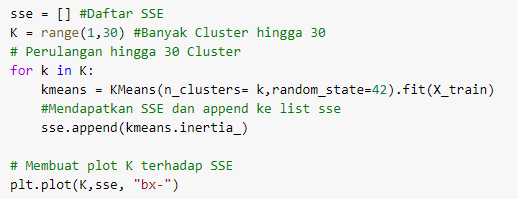 sse = [] #Daftar SSE
K = range(1,30) #Banyak Cluster hingga 30
# Perulangan hingga 30 Cluster
for k in K:
    kmeans = KMeans(n_clusters= k,random_state=42).fit(X_train)
    #Mendapatkan SSE dan append ke list sse
    sse.append(kmeans.inertia_)

# Membuat plot K terhadap SSE
plt.plot(K,sse, "bx-")